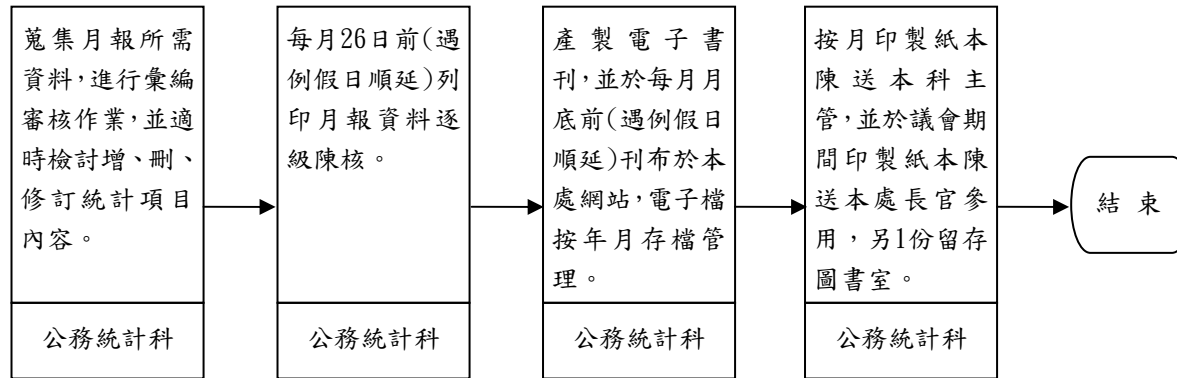 蒐集月報所需
資料，進行彙編
審核作業，並適
時檢討增、刪、
修訂統計項目
內容。
公務統計科
每月26日前(遇
例假日順延)列
印月報資料逐
級陳核。
公務統計科
產製電子書
刊，並於每月月
底前(遇例假日
順延)刊布於本
處網站，電子檔
按年月存檔管
理。
公務統計科
按月印製紙本
陳送本科主
管，並於議會期
間印製紙本陳
送本處長官參
用，另1份留存
圖書室。
公務統計科
結束